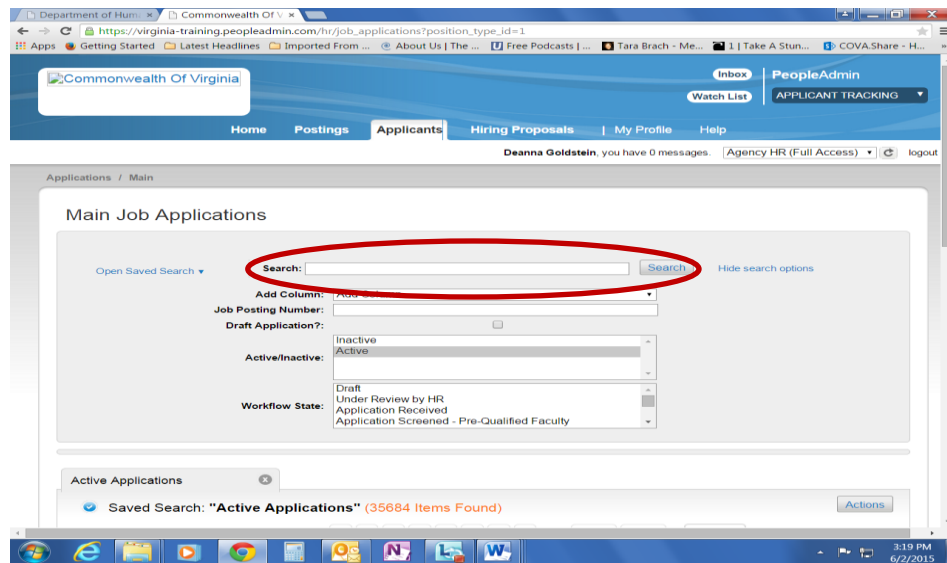 Department of Huma
Commonwealth Of V
https://virginia-training.peopleadmin.com/hr/job_applications?position_type_id=1
Apps Getting Started Latest Headlines Imported From ... About Us | The ... Free Podcasts | ... Tara Brach - Me... 1 | Take A Stun... COVA.Share - H... »
Commonwealth Of Virginia
Inbox PeopleAdmin
Watch List APPLICANT TRACKING
Home Postings Applicants Hiring Proposals | My Profile Help
Deanna Goldstein, you have 0 messages. Agency HR (Full Access) logout
Applications / Main
Main Job Applications
Open Saved Search Search: Search Hide search options
Add Column: Add Column
Job Posting Number:
Draft Application?:
Active/Inactive:
Inactive
Active
Workflow State:
Draft
Under Review by HR
Application Received
Application Screened - Pre-Qualified Faculty
Active Applications
Saved Search: "Active Applications" (35684 Items Found) Actions
3:19 PM
6/2/2015